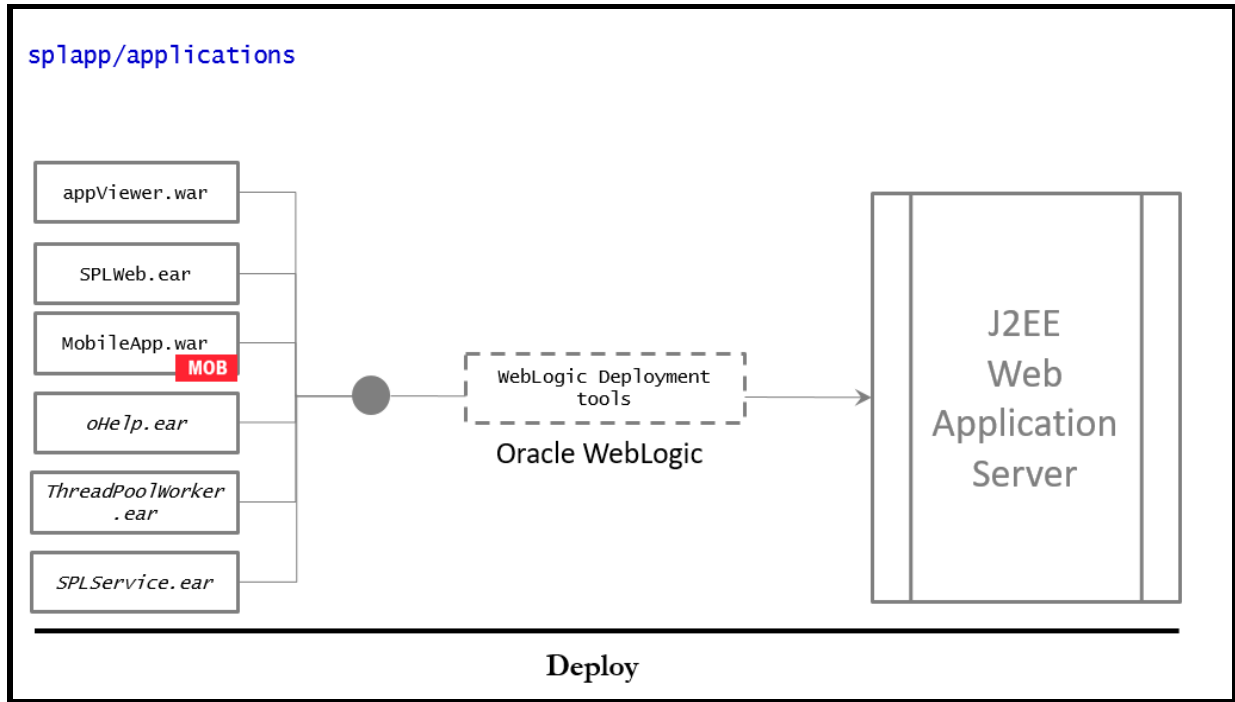 splapp/applications
appViewer.war
SPLWeb.ear
MobileApp.war
MOB
oHelp.ear
ThreadPoolWorker
.ear
SPLService.ear
WebLogic Deployment
tools
Oracle WebLogic
J2EE
Web
Application
Server
Deploy